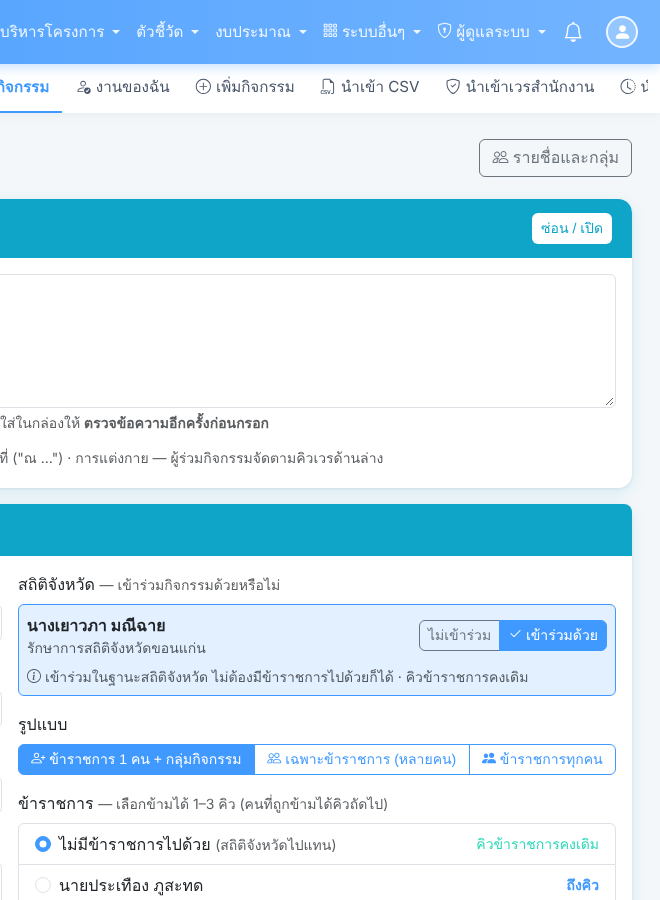 บริหารโครงการ ตัวชี้วัด งบประมาณ ระบบอื่นๆ ผู้ดูแลระบบ
กิจกรรม งานของฉัน เพิ่มกิจกรรม นำเข้า CSV นำเข้าเวรสำนักงาน
รายชื่อและกลุ่ม
ซ่อน / เปิด
ใส่ในกล่องให้ ตรวจข้อความอีกครั้งก่อนกรอก
ที่ ("ณ ...") · การแต่งกาย — ผู้ร่วมกิจกรรมจัดตามคิวเวรด้านล่าง
สถิติจังหวัด — เข้าร่วมกิจกรรมด้วยหรือไม่
นางเยาวภา มณีฉาย
รักษาการสถิติจังหวัดขอนแก่น
ไม่เข้าร่วม เข้าร่วมด้วย
เข้าร่วมในฐานะสถิติจังหวัด ไม่ต้องมีข้าราชการไปด้วยก็ได้ · คิวข้าราชการคงเดิม
รูปแบบ
ข้าราชการ 1 คน + กลุ่มกิจกรรม เฉพาะข้าราชการ (หลายคน) ข้าราชการทุกคน
ข้าราชการ — เลือกข้ามได้ 1–3 คิว (คนที่ถูกข้ามได้คิวถัดไป)
ไม่มีข้าราชการไปด้วย (สถิติจังหวัดไปแทน) คิวข้าราชการคงเดิม
นายประเทือง ภูสะทด ถึงคิว